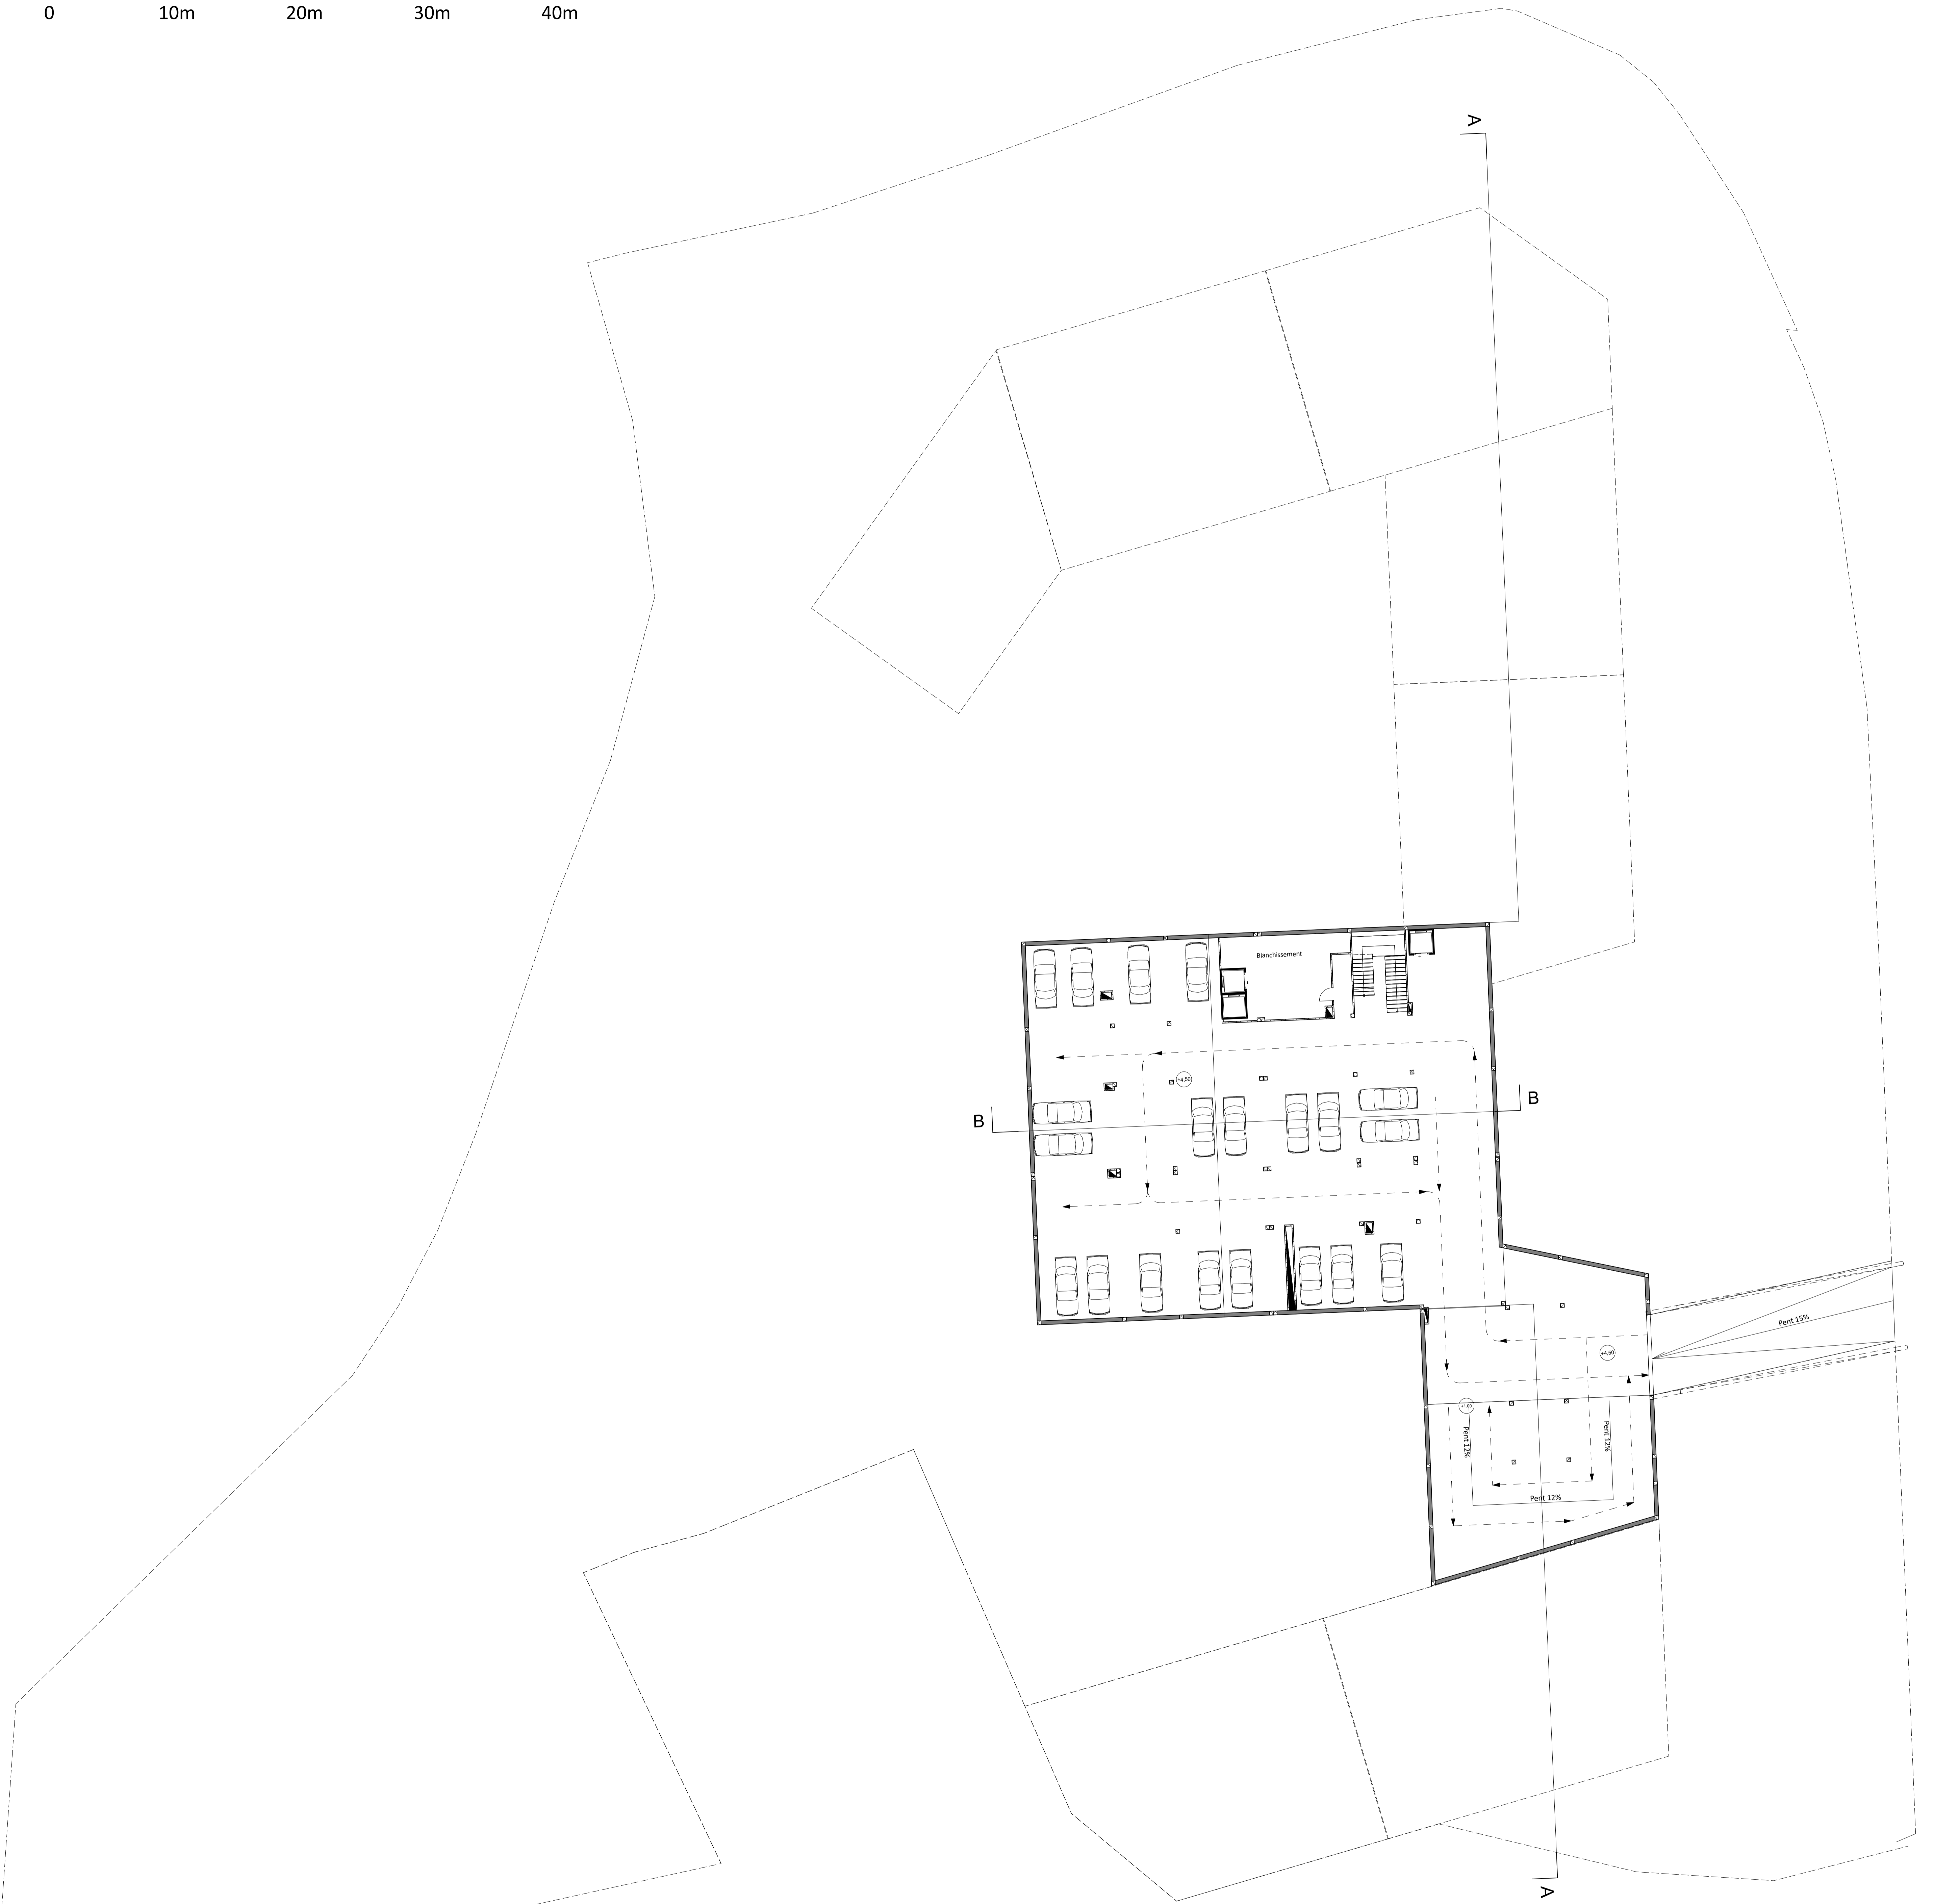 0 10m 20m 30m 40m
A
Blanchissement
+4,50
B B
Pent 15%
+4,50
Pent 12%
Pent 12%
Pent 12%
A